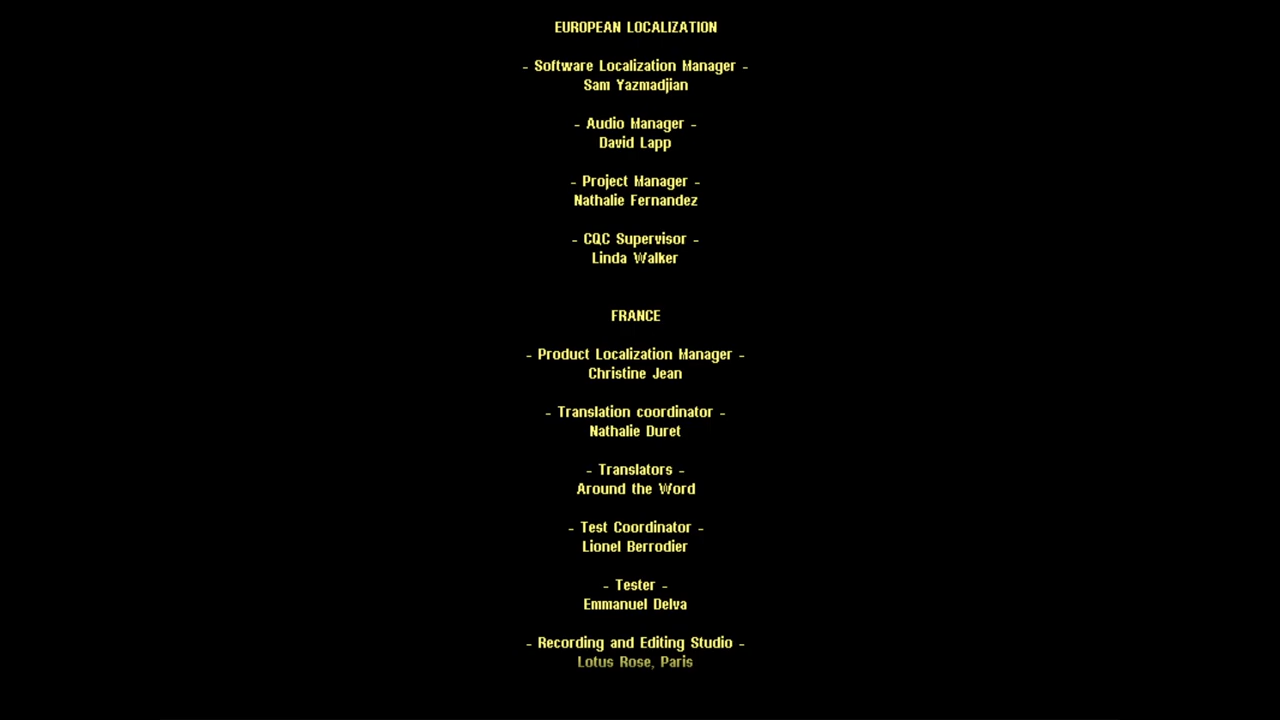 EUROPEAN LOCALIZATION
- Software Localization Manager -
Sam Yazmadjian
- Audio Manager -
David Lapp
- Project Manager -
Nathalie Fernandez
- CQC Supervisor -
Linda Walker
FRANCE
- Product Localization Manager -
Christine Jean
- Translation coordinator -
Nathalie Duret
- Translators -
Around the Word
- Test Coordinator -
Lionel Berrodier
- Tester -
Emmanuel Delva
- Recording and Editing Studio -
Lotus Rose, Paris